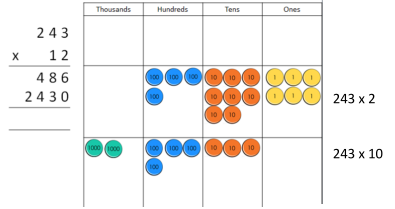 Thousands Hundreds Tens Ones
2 4 3
x 1 2
4 8 6
2 4 3 0
100 100 100 10 10 10 1 1 1
100 10 10 10 1 1 1
10 10
243 x 2
1000 1000 100 100 100 10 10 10
100
243 x 10